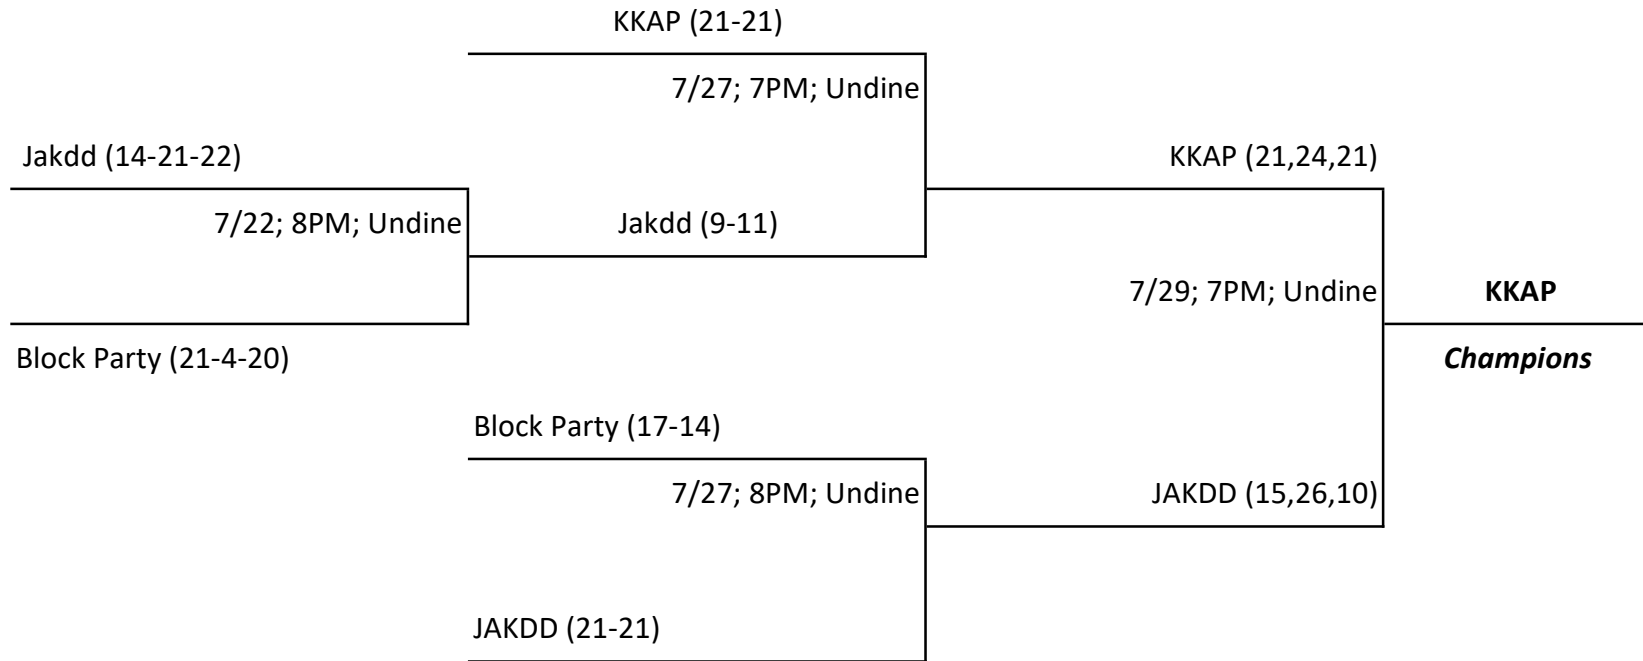 KKAP (21-21)
7/27; 7PM; Undine
Jakdd (14-21-22)
KKAP (21,24,21)
7/22; 8PM; Undine
Jakdd (9-11)
7/29; 7PM; Undine
KKAP
Block Party (21-4-20)
Champions
Block Party (17-14)
7/27; 8PM; Undine
JAKDD (15,26,10)
JAKDD (21-21)